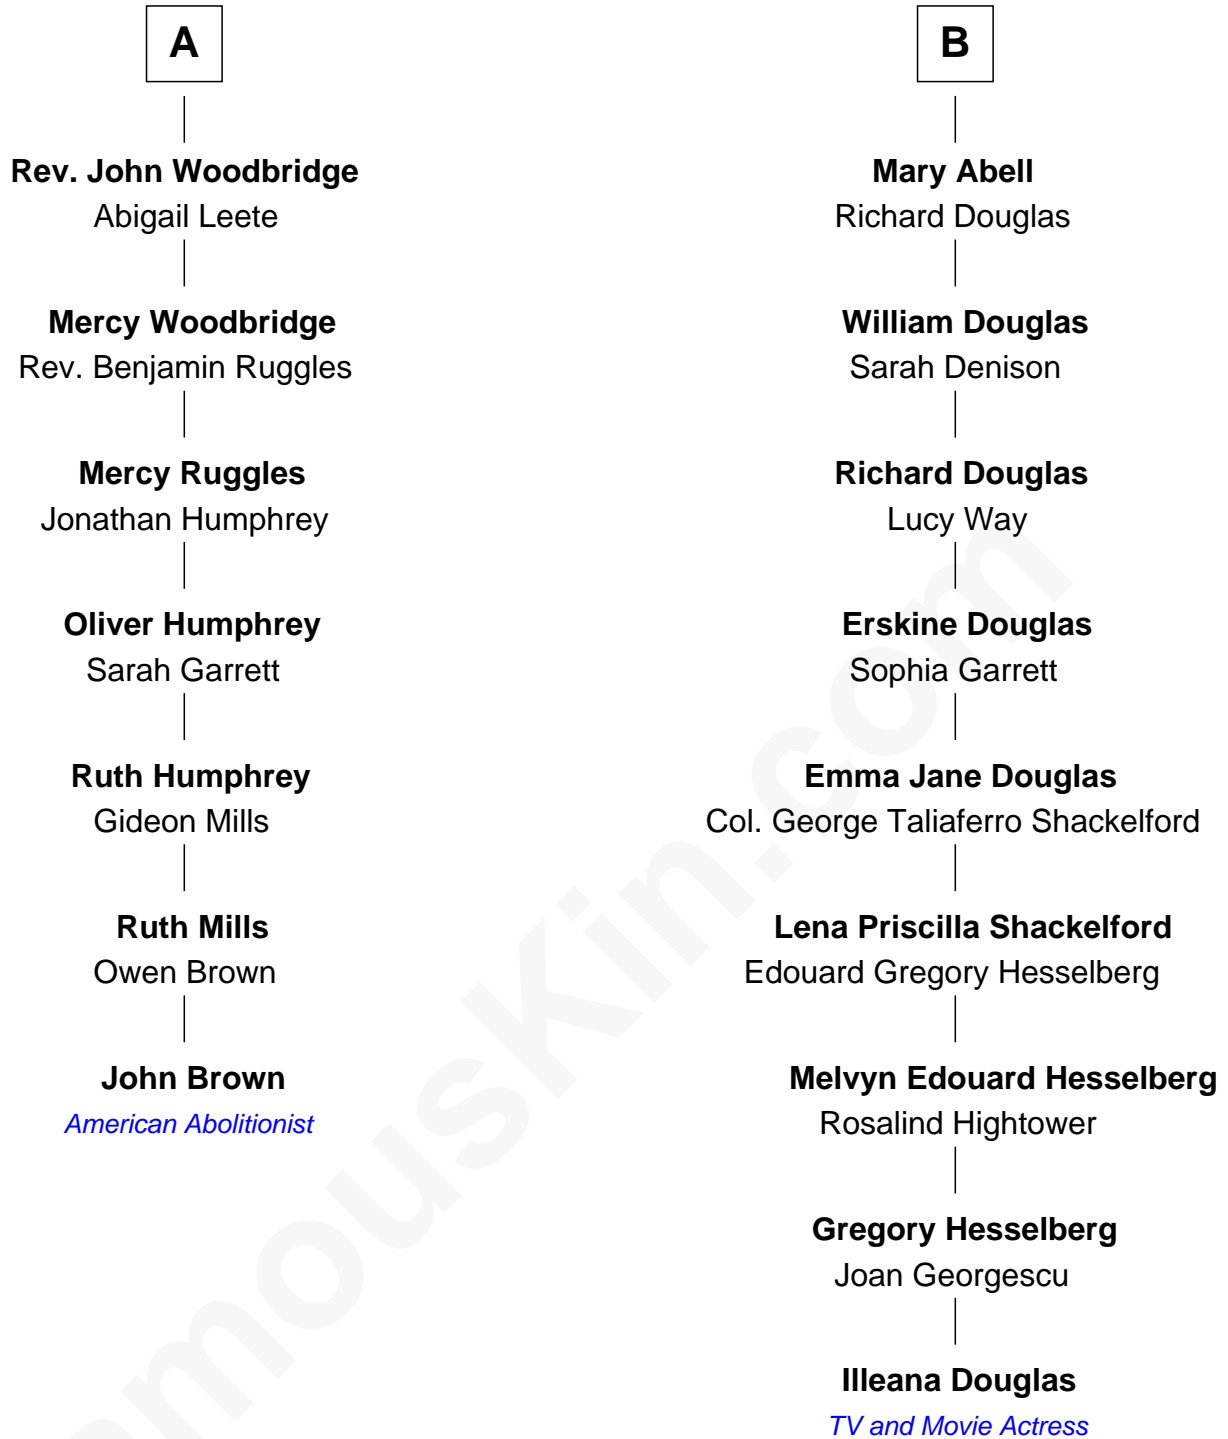 A
Rev. John Woodbridge
Abigail Leete
Mercy Woodbridge
Rev. Benjamin Ruggles
Mercy Ruggles
Jonathan Humphrey
Oliver Humphrey
Sarah Garrett
Ruth Humphrey
Gideon Mills
Ruth Mills
Owen Brown
John Brown
American Abolitionist
B
Mary Abell
Richard Douglas
William Douglas
Sarah Denison
Richard Douglas
Lucy Way
Erskine Douglas
Sophia Garrett
Emma Jane Douglas
Col. George Taliaferro Shackelford
Lena Priscilla Shackelford
Edouard Gregory Hesselberg
Melvyn Edouard Hesselberg
Rosalind Hightower
Gregory Hesselberg
Joan Georgescu
Illeana Douglas
TV and Movie Actress
amouskin.com